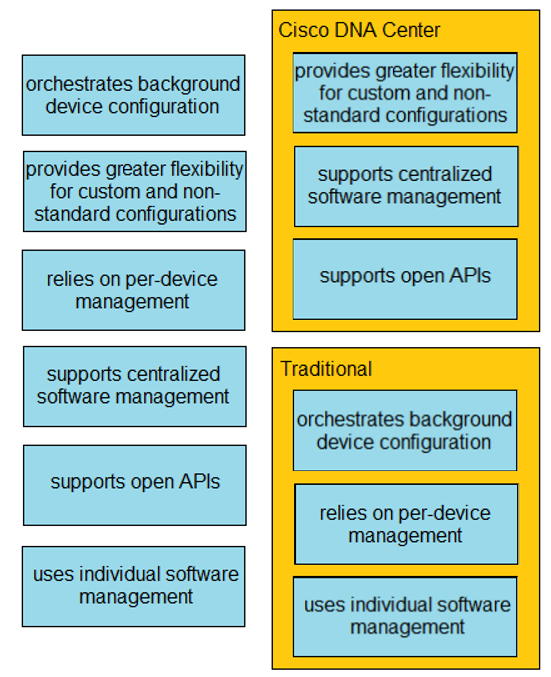 orchestrates background
device configuration
provides greater flexibility
for custom and non-
standard configurations
relies on per-device
management
supports centralized
software management
supports open APIs
uses individual software
management
Cisco DNA Center
provides greater flexibility
for custom and non-
standard configurations
supports centralized
software management
supports open APIs
Traditional
orchestrates background
device configuration
relies on per-device
management
uses individual software
management